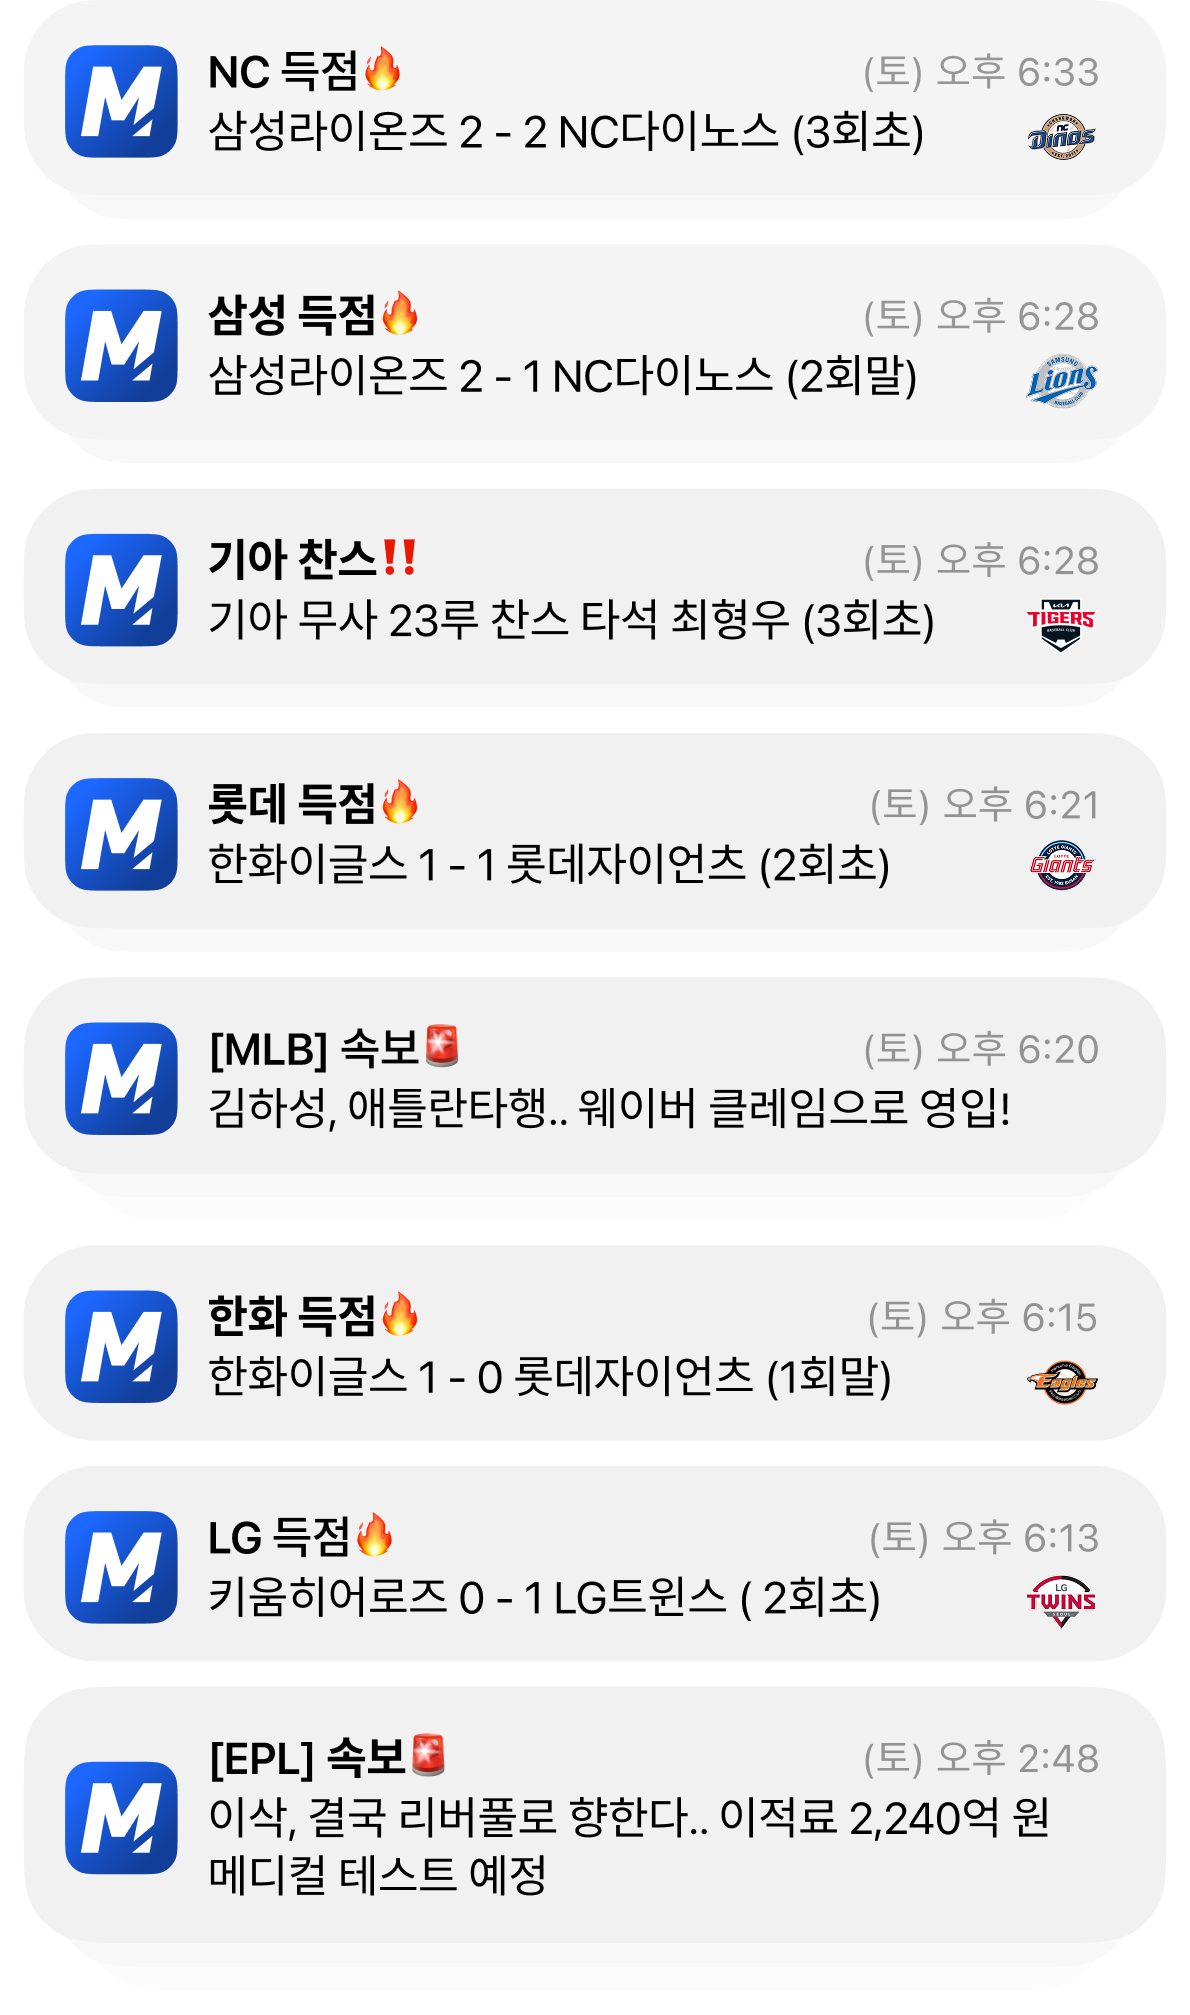 NC 득점🔥
(토) 오후 6:33
삼성라이온즈 2 - 2 NC다이노스 (3회초)
NC
DINOS
삼성 득점🔥
(토) 오후 6:28
삼성라이온즈 2 - 1 NC다이노스 (2회말)
SAMSUNG
Lions
기아 찬스‼️
(토) 오후 6:28
기아 무사 23루 찬스 타석 최형우 (3회초)
KIA
TIGERS
BASEBALL CLUB
롯데 득점🔥
(토) 오후 6:21
한화이글스 1 - 1 롯데자이언츠 (2회초)
LOTTE GIANTS
LOTTE
Giants
[MLB] 속보🚨
(토) 오후 6:20
김하성, 애틀란타행.. 웨이버 클레임으로 영입!
한화 득점🔥
(토) 오후 6:15
한화이글스 1 - 0 롯데자이언츠 (1회말)
Eagles
LG 득점🔥
(토) 오후 6:13
키움히어로즈 0 - 1 LG트윈스 ( 2회초)
LG
TWINS
SEOUL
[EPL] 속보🚨
(토) 오후 2:48
이삭, 결국 리버풀로 향한다.. 이적료 2,240억 원
메디컬 테스트 예정